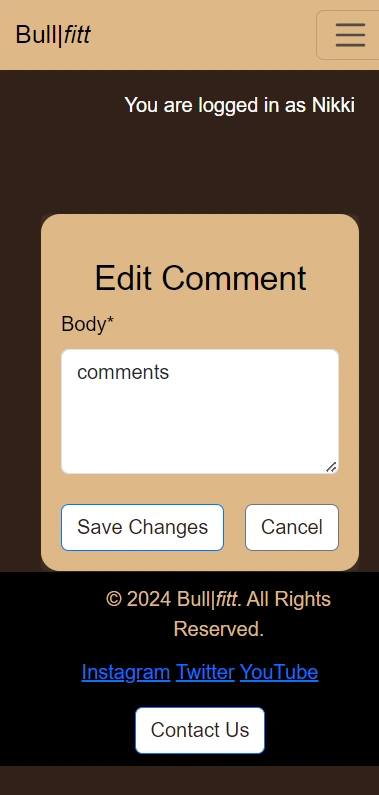 Bull|fitt
You are logged in as Nikki
Edit Comment
Body*
comments
Save Changes Cancel
© 2024 Bull|fitt. All Rights
Reserved.
Instagram Twitter YouTube
Contact Us